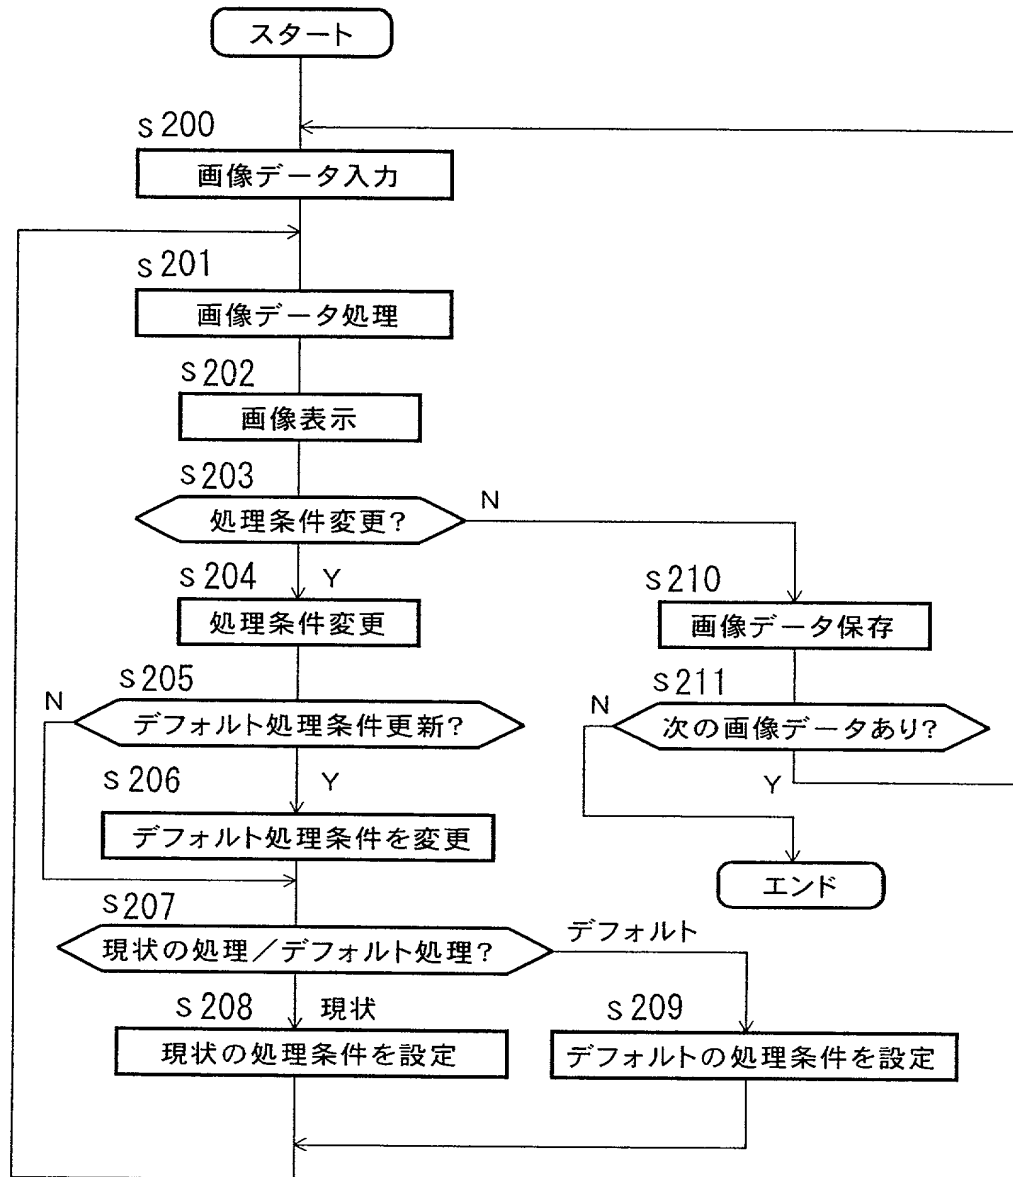 スタート
s200
画像データ入力
s201
画像データ処理
s202
画像表示
s203
処理条件変更?
N
Y
s204
処理条件変更
s205
デフォルト処理条件更新?
N
Y
s206
デフォルト処理条件を変更
s207
現状の処理/デフォルト処理?
デフォルト
現状
s208
現状の処理条件を設定
s209
デフォルトの処理条件を設定
s210
画像データ保存
s211
次の画像データあり?
N
Y
エンド